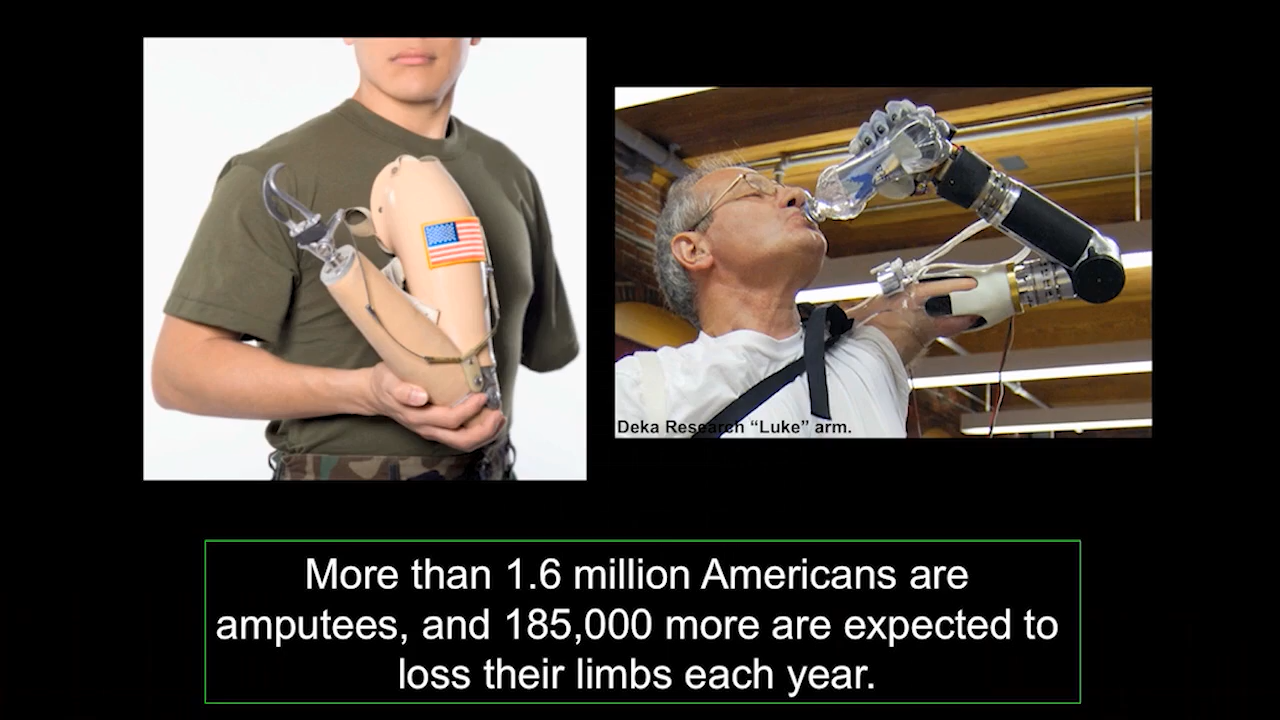 Deka Research “Luke” arm.
More than 1.6 million Americans are
amputees, and 185,000 more are expected to
loss their limbs each year.